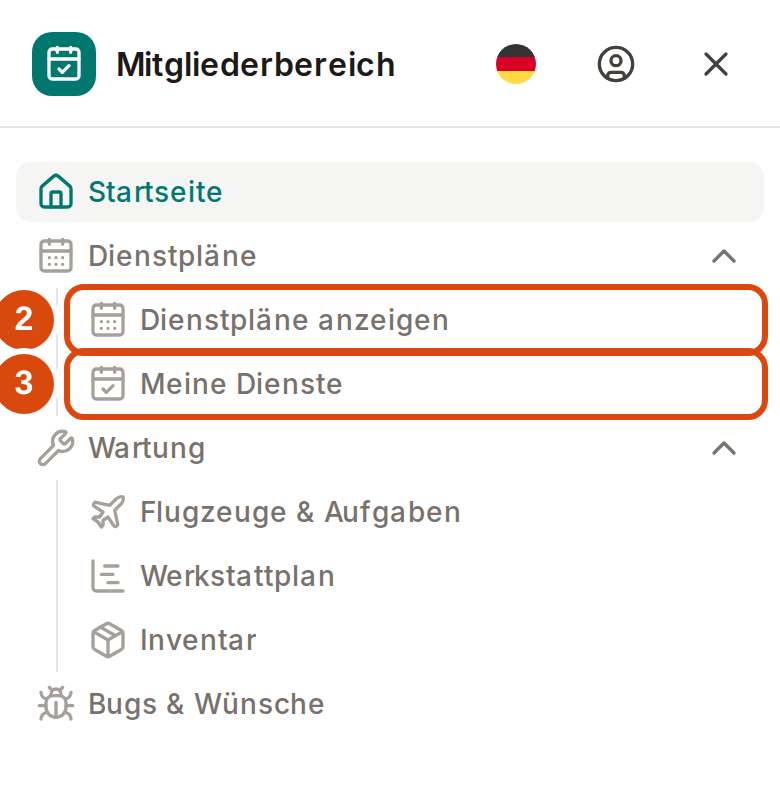 Mitgliederbereich
Startseite
Dienstpläne
2 Dienstpläne anzeigen
3 Meine Dienste
Wartung
Flugzeuge & Aufgaben
Werkstattplan
Inventar
Bugs & Wünsche